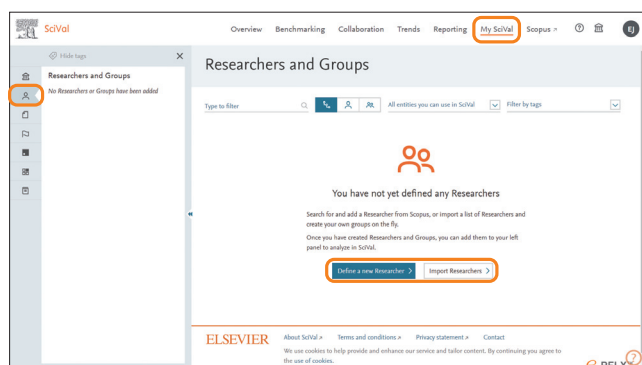 SciVal
Overview Benchmarking Collaboration Trends Reporting My SciVal Scopus EJ
Hide tags
Researchers and Groups
No Researchers or Groups have been added
Researchers and Groups
Type to filter
All entities you can use in SciVal
Filter by tags
You have not yet defined any Researchers
Search for and add a Researcher from Scopus, or import a list of Researchers and
create your own groups on the fly.
Once you have created Researchers and Groups, you can add them to your left
panel to analyze in SciVal.
Define a new Researcher
Import Researchers
ELSEVIER
About SciVal Terms and conditions Privacy statement Contact
We use cookies to help provide and enhance our service and tailor content. By continuing you agree to
the use of cookies.